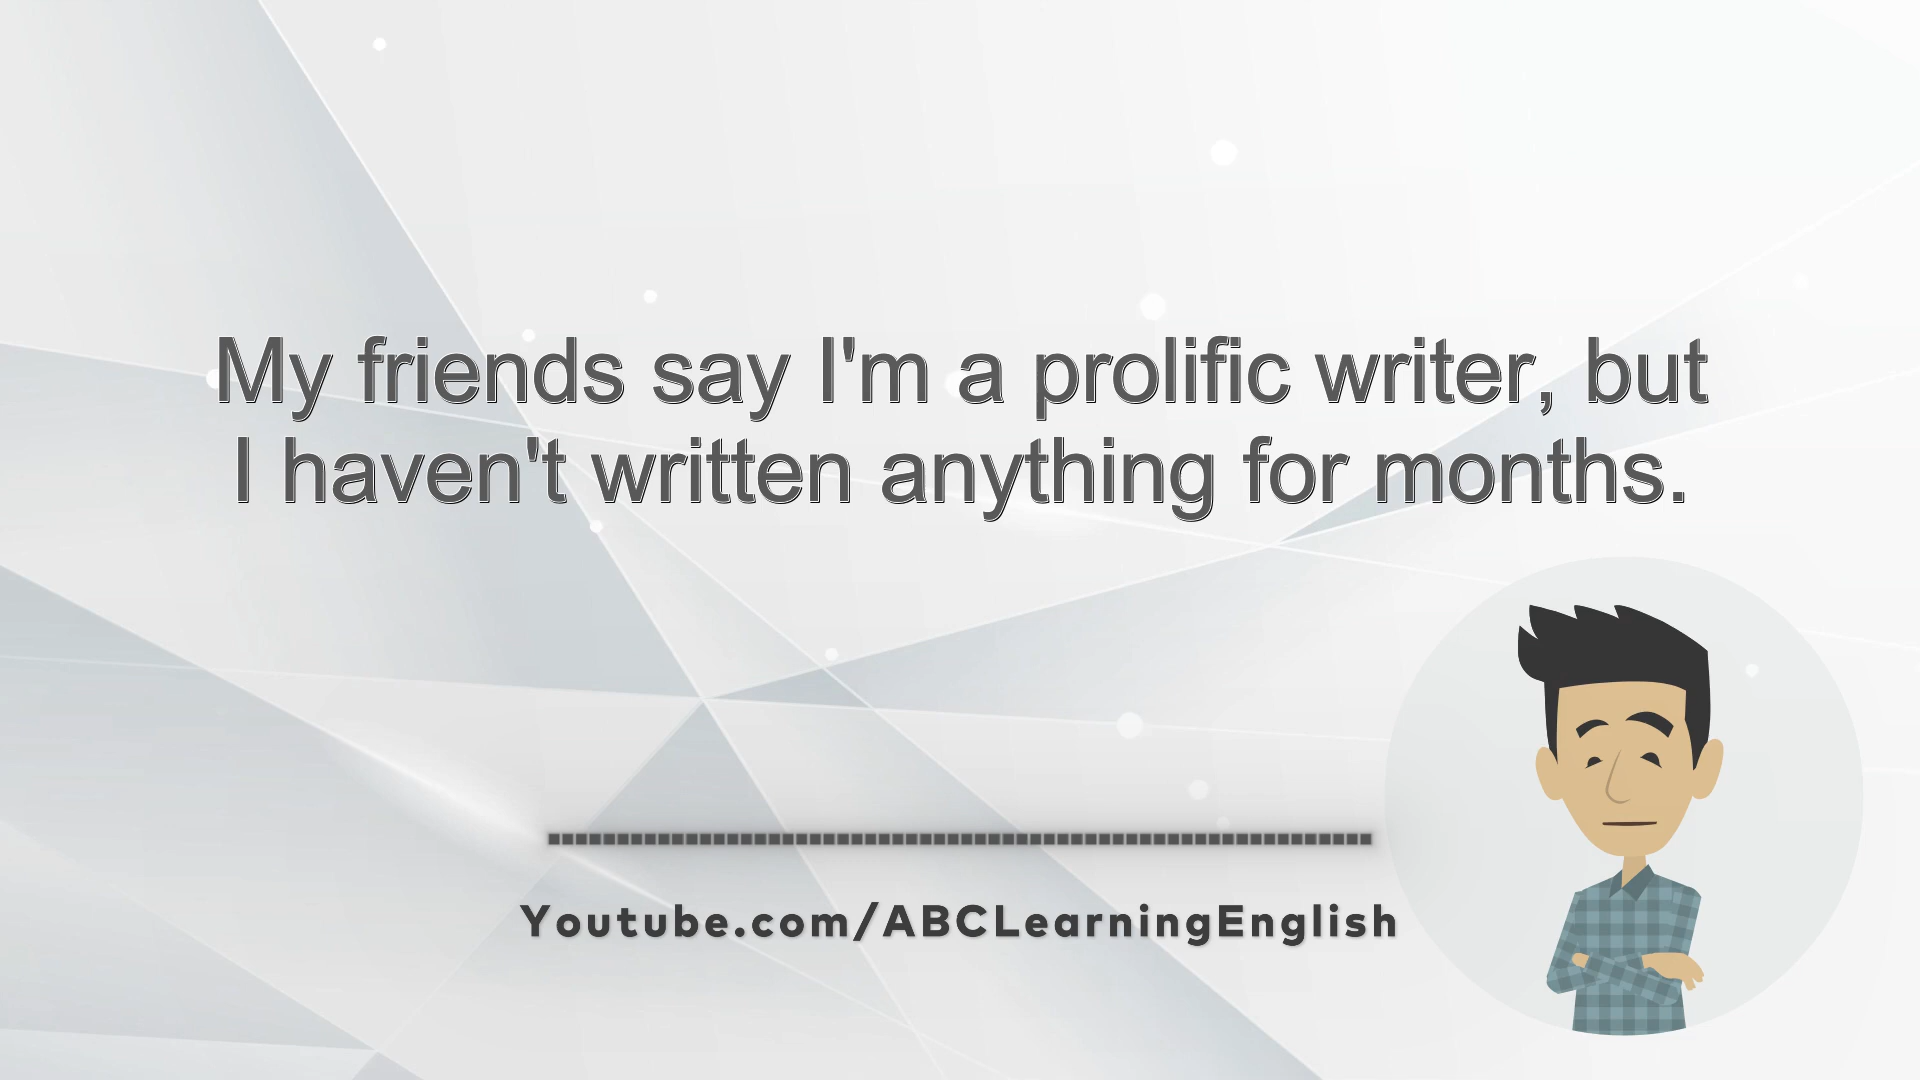 My friends say I'm a prolific writer, but
I haven't written anything for months.
Youtube.com/ABCLearningEnglish